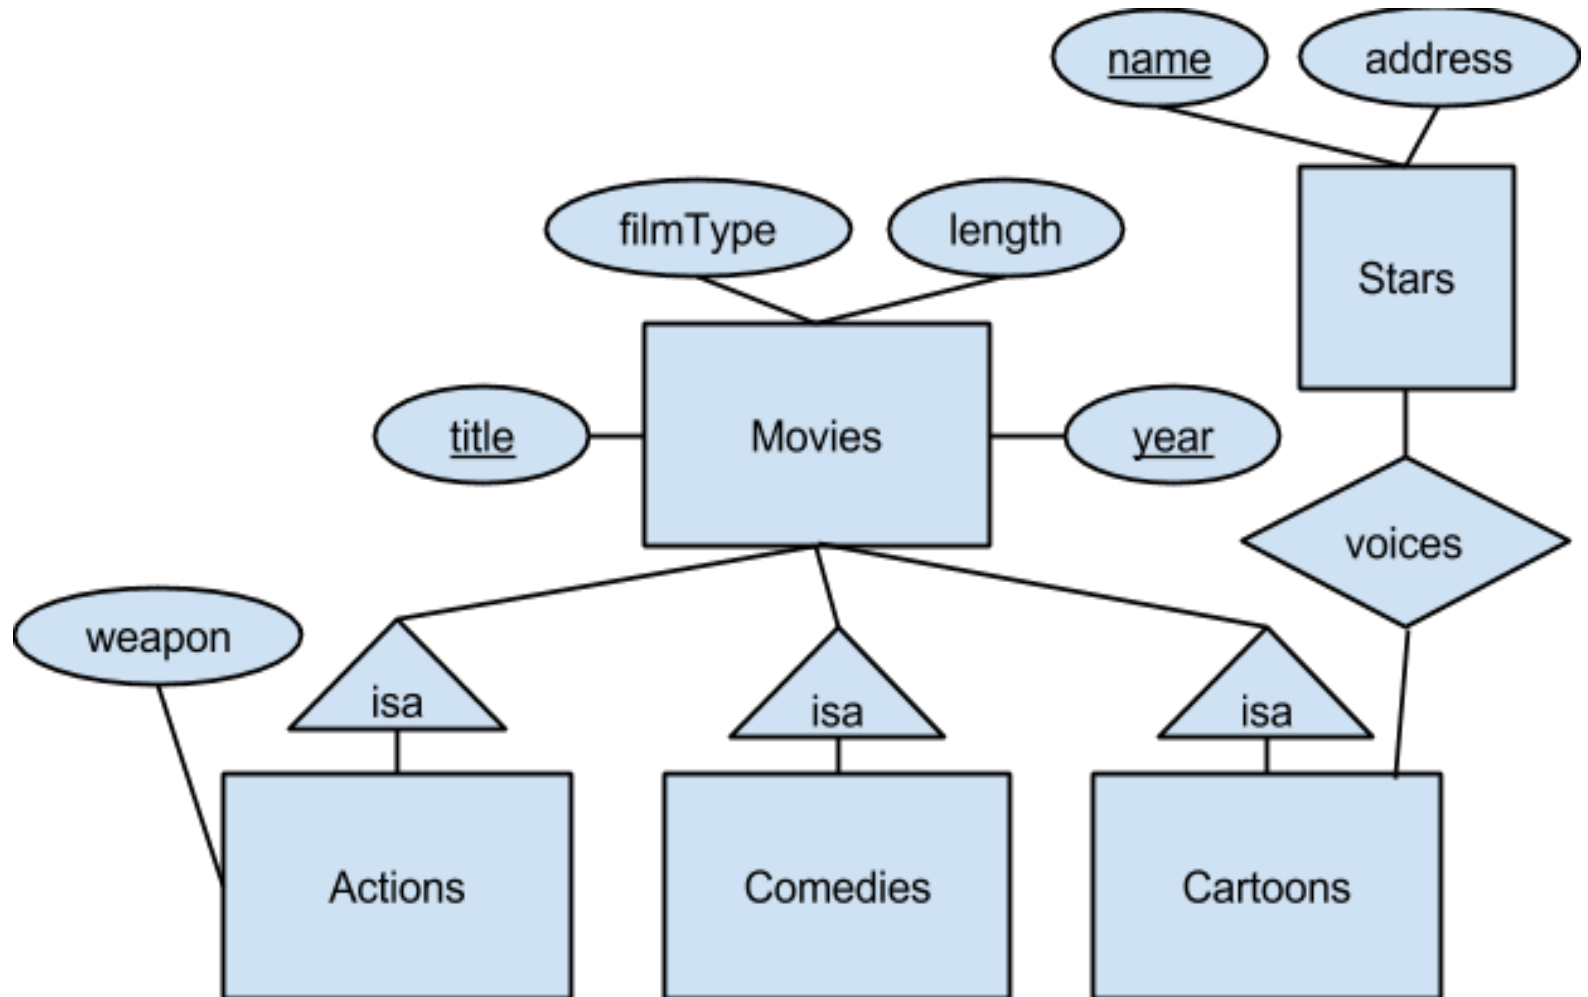 name
address
filmType
length
Stars
title
Movies
year
voices
weapon
isa
isa
isa
Actions
Comedies
Cartoons